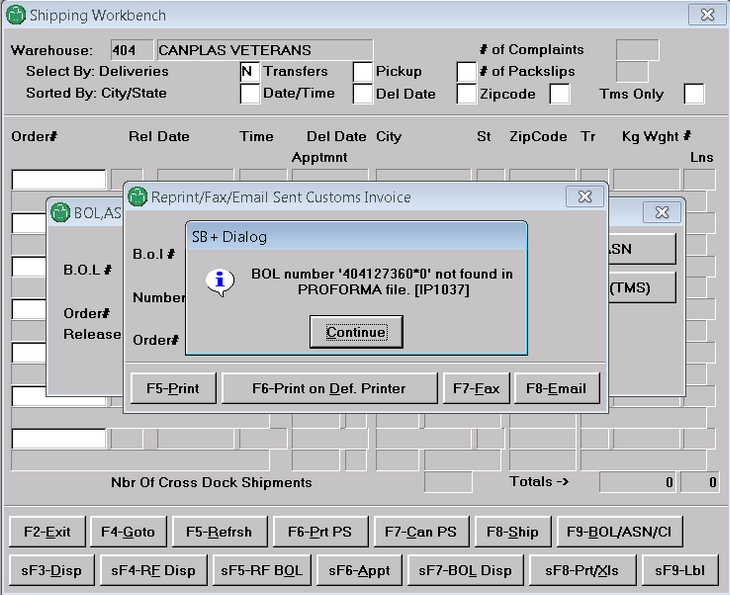 Shipping Workbench
Warehouse: 404 CANPLAS VETERANS # of Complaints
Select By: Deliveries N Transfers Pickup # of Packslips
Sorted By: City/State Date/Time Del Date Zipcode Tms Only
Order# Rel Date Time Del Date City St ZipCode Tr Kg Wght #
Apptmnt Lns
Reprint/Fax/Email Sent Customs Invoice
BOL,AS
SB+ Dialog
B.o.l #
BOL number '404127360*0' not found in
PROFORMA file. [IP1037]
SN
B.O.L #
(TMS)
Number
Order#
Release
Continue
Order#
F5-Print F6-Print on Def. Printer F7-Fax F8-Email
Nbr Of Cross Dock Shipments Totals -> 0 0
F2-Exit F4-Goto F5-Refrsh F6-Prt PS F7-Can PS F8-Ship F9-BOL/ASN/CI
sF3-Disp sF4-RF Disp sF5-RF BOL sF6-Appt sF7-BOL Disp sF8-Prt/Xls sF9-Lbl